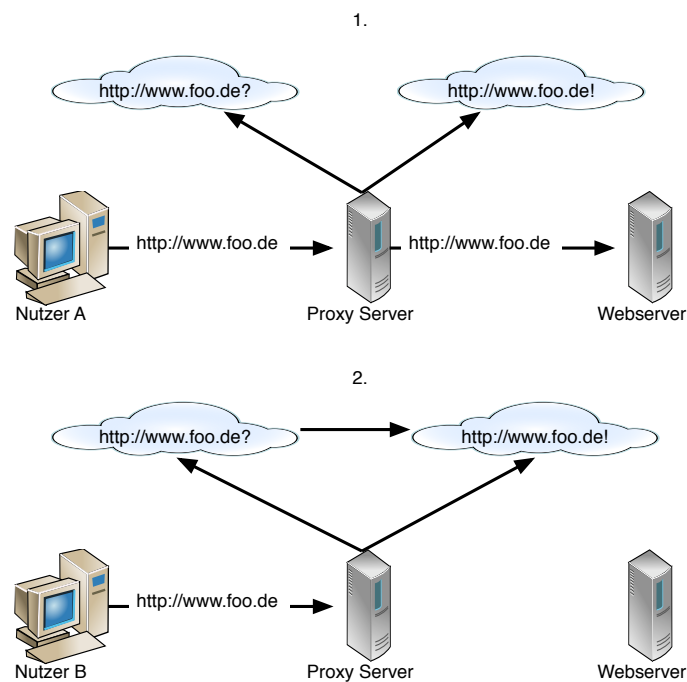 1.
http://www.foo.de?
http://www.foo.de!
http://www.foo.de
http://www.foo.de
Nutzer A
Proxy Server
Webserver
2.
http://www.foo.de?
http://www.foo.de!
http://www.foo.de
Nutzer B
Proxy Server
Webserver